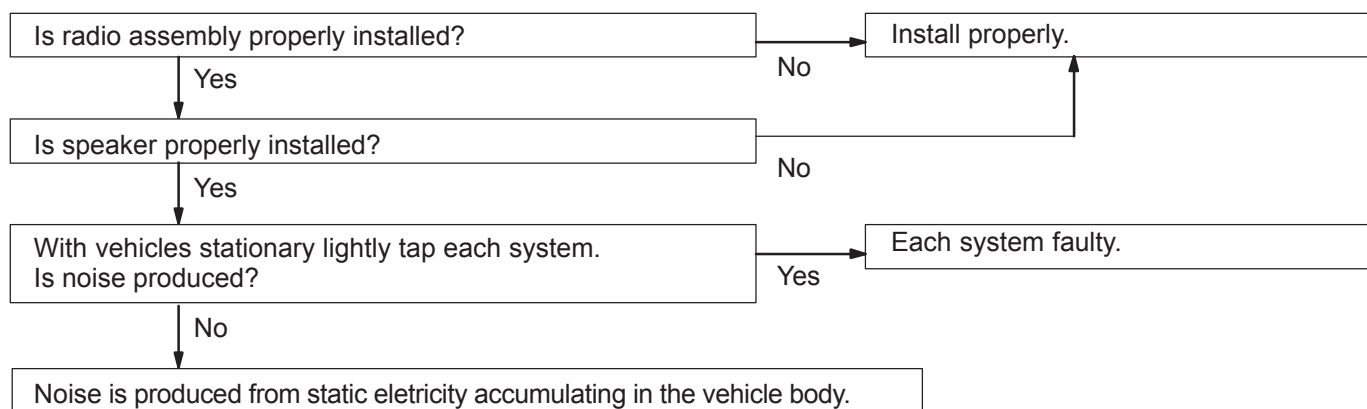 Is radio assembly properly installed?
Install properly.
No
Yes
Is speaker properly installed?
No
Yes
With vehicles stationary lightly tap each system.
Is noise produced?
Each system faulty.
Yes
No
Noise is produced from static eletricity accumulating in the vehicle body.